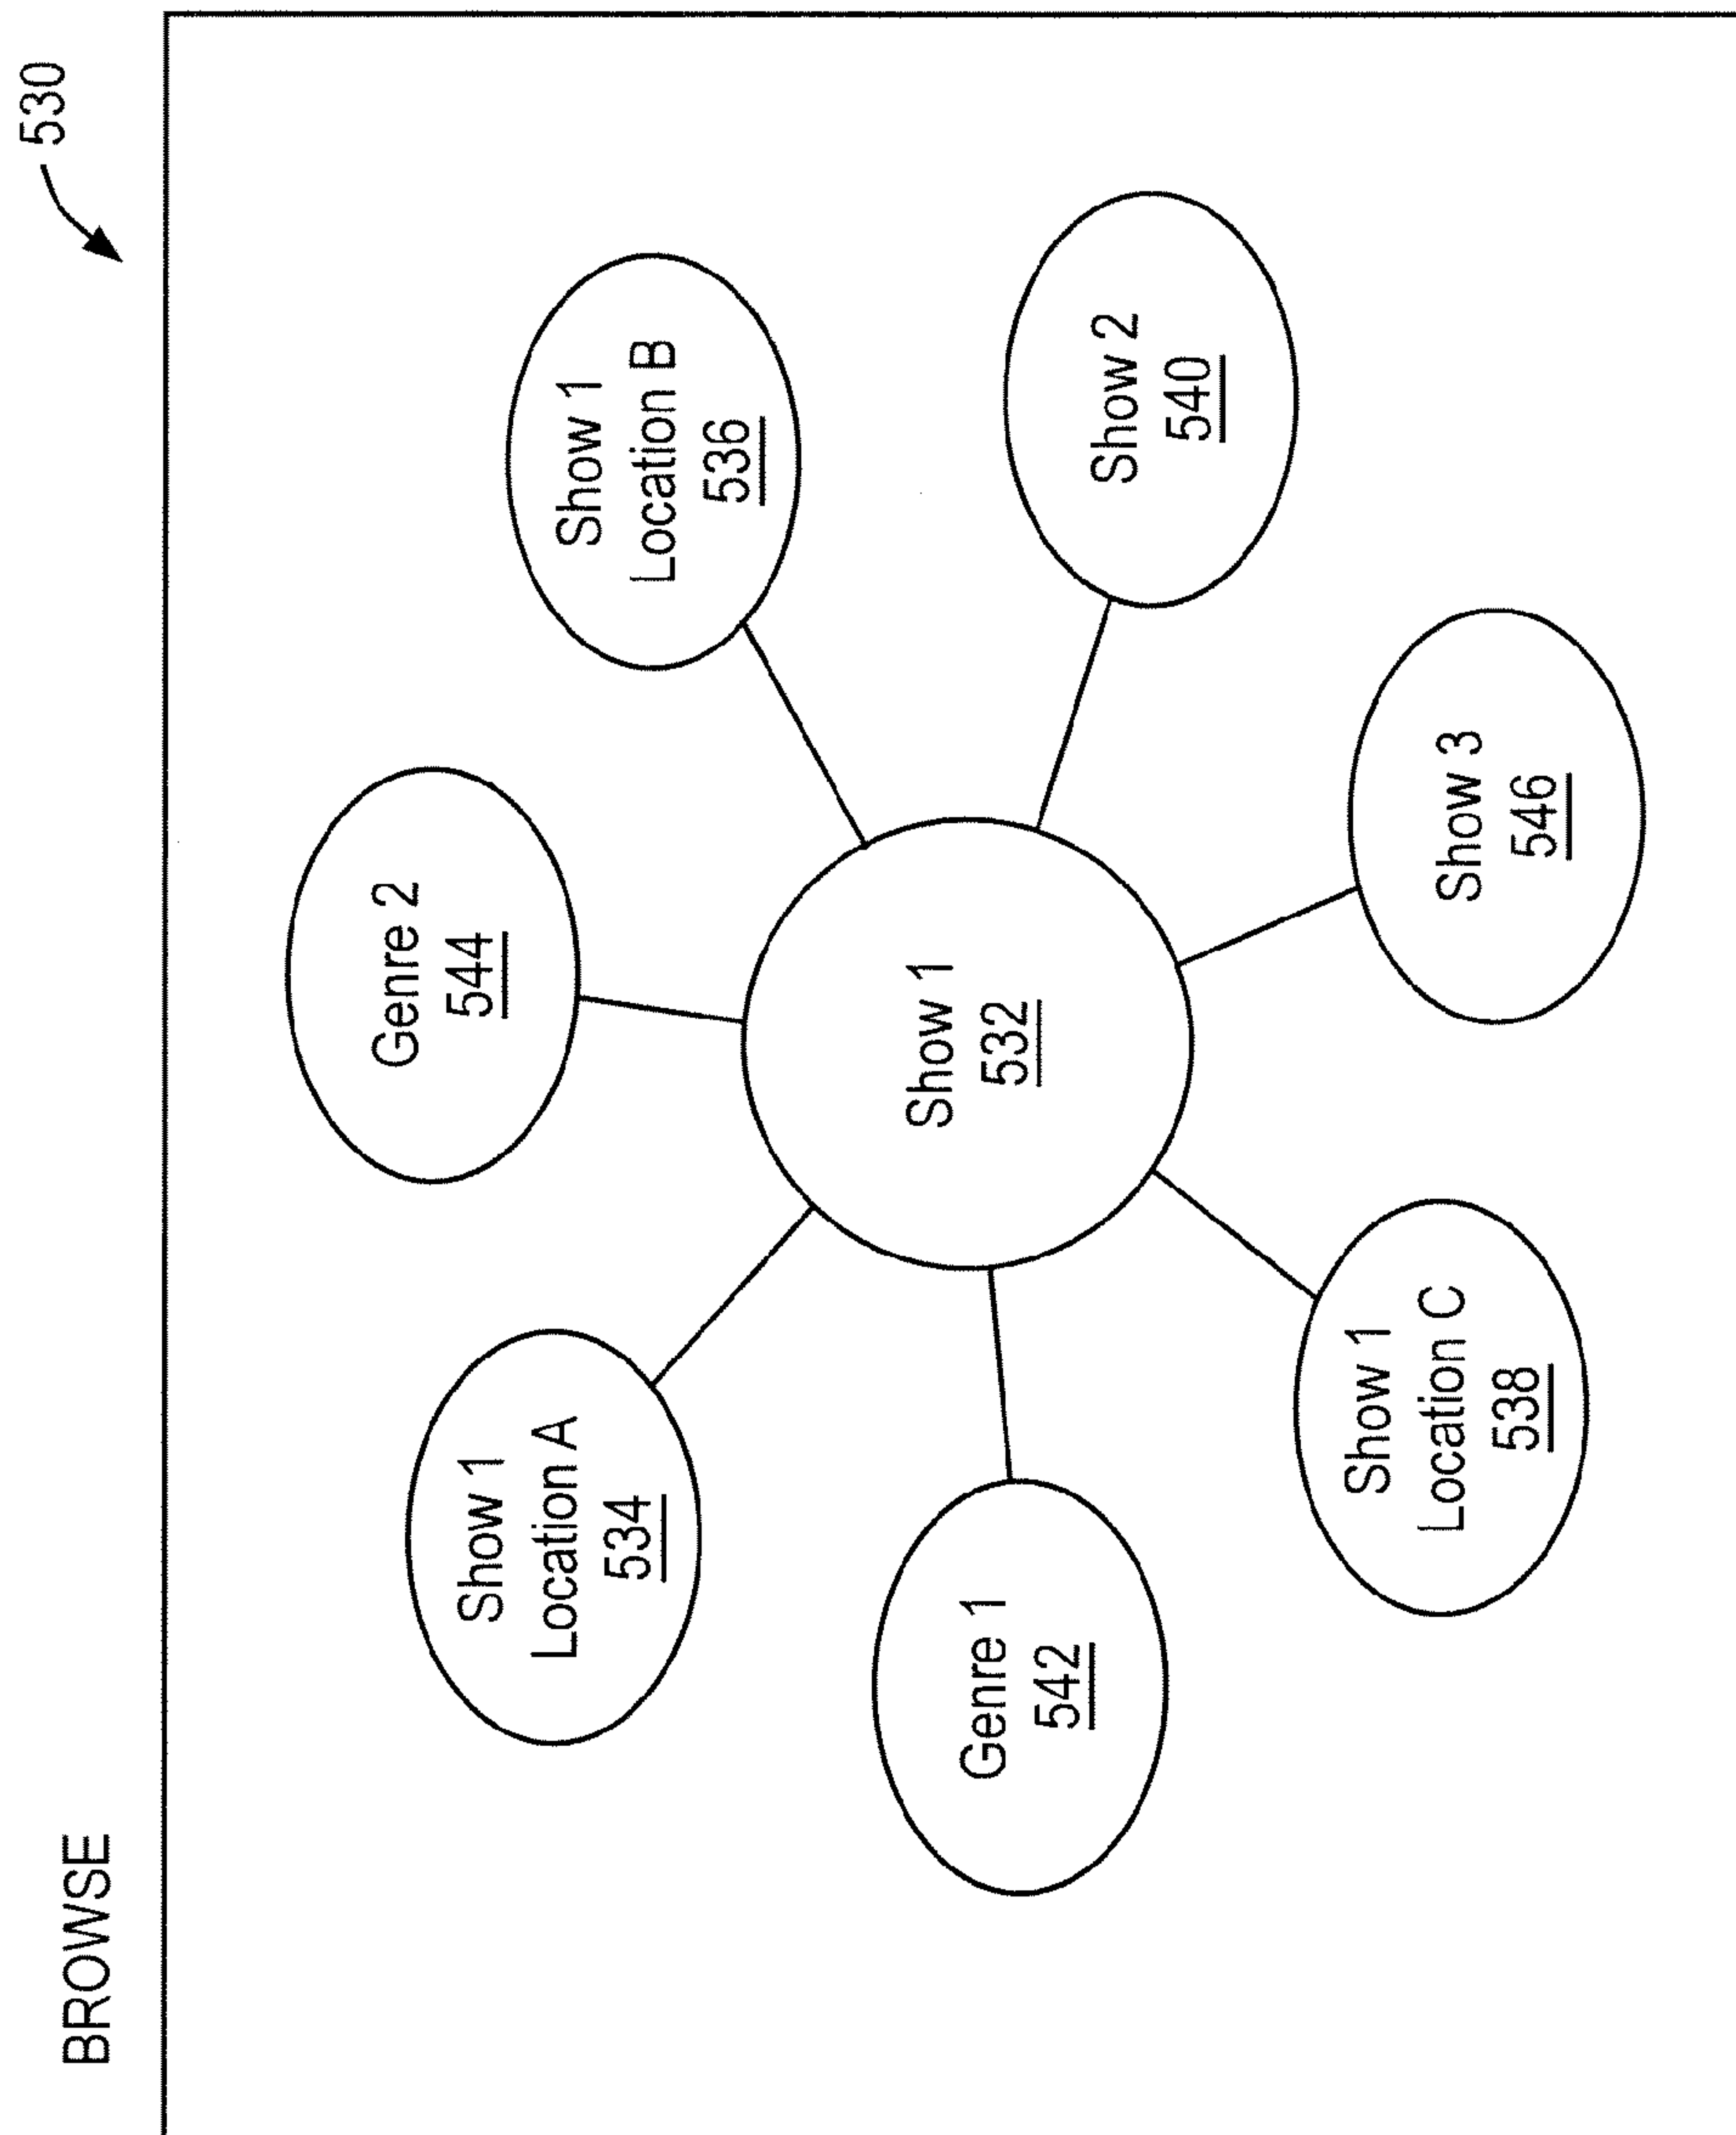 BROWSE
530
Genre 2
544
Show 1
Location A
534
Show 1
Location B
536
Show 1
532
Genre 1
542
Show 2
540
Show 1
Location C
538
Show 3
546